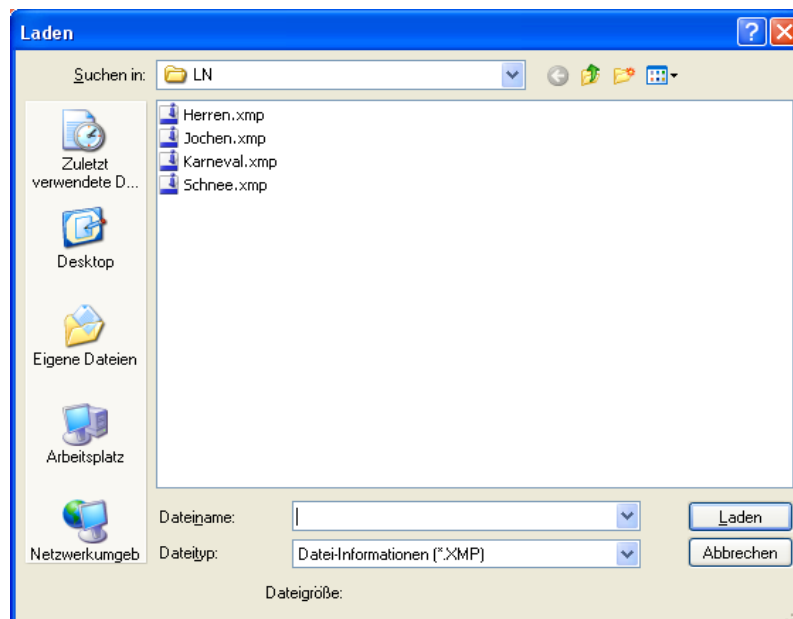 Laden
Suchen in: LN
Herren.xmp
Jochen.xmp
Karneval.xmp
Schnee.xmp
Zuletzt
verwendete D...
Desktop
Eigene Dateien
Arbeitsplatz
Netzwerkumgeb
Dateiname: Laden
Dateityp: Datei-Informationen (*.XMP) Abbrechen
Dateigröße: